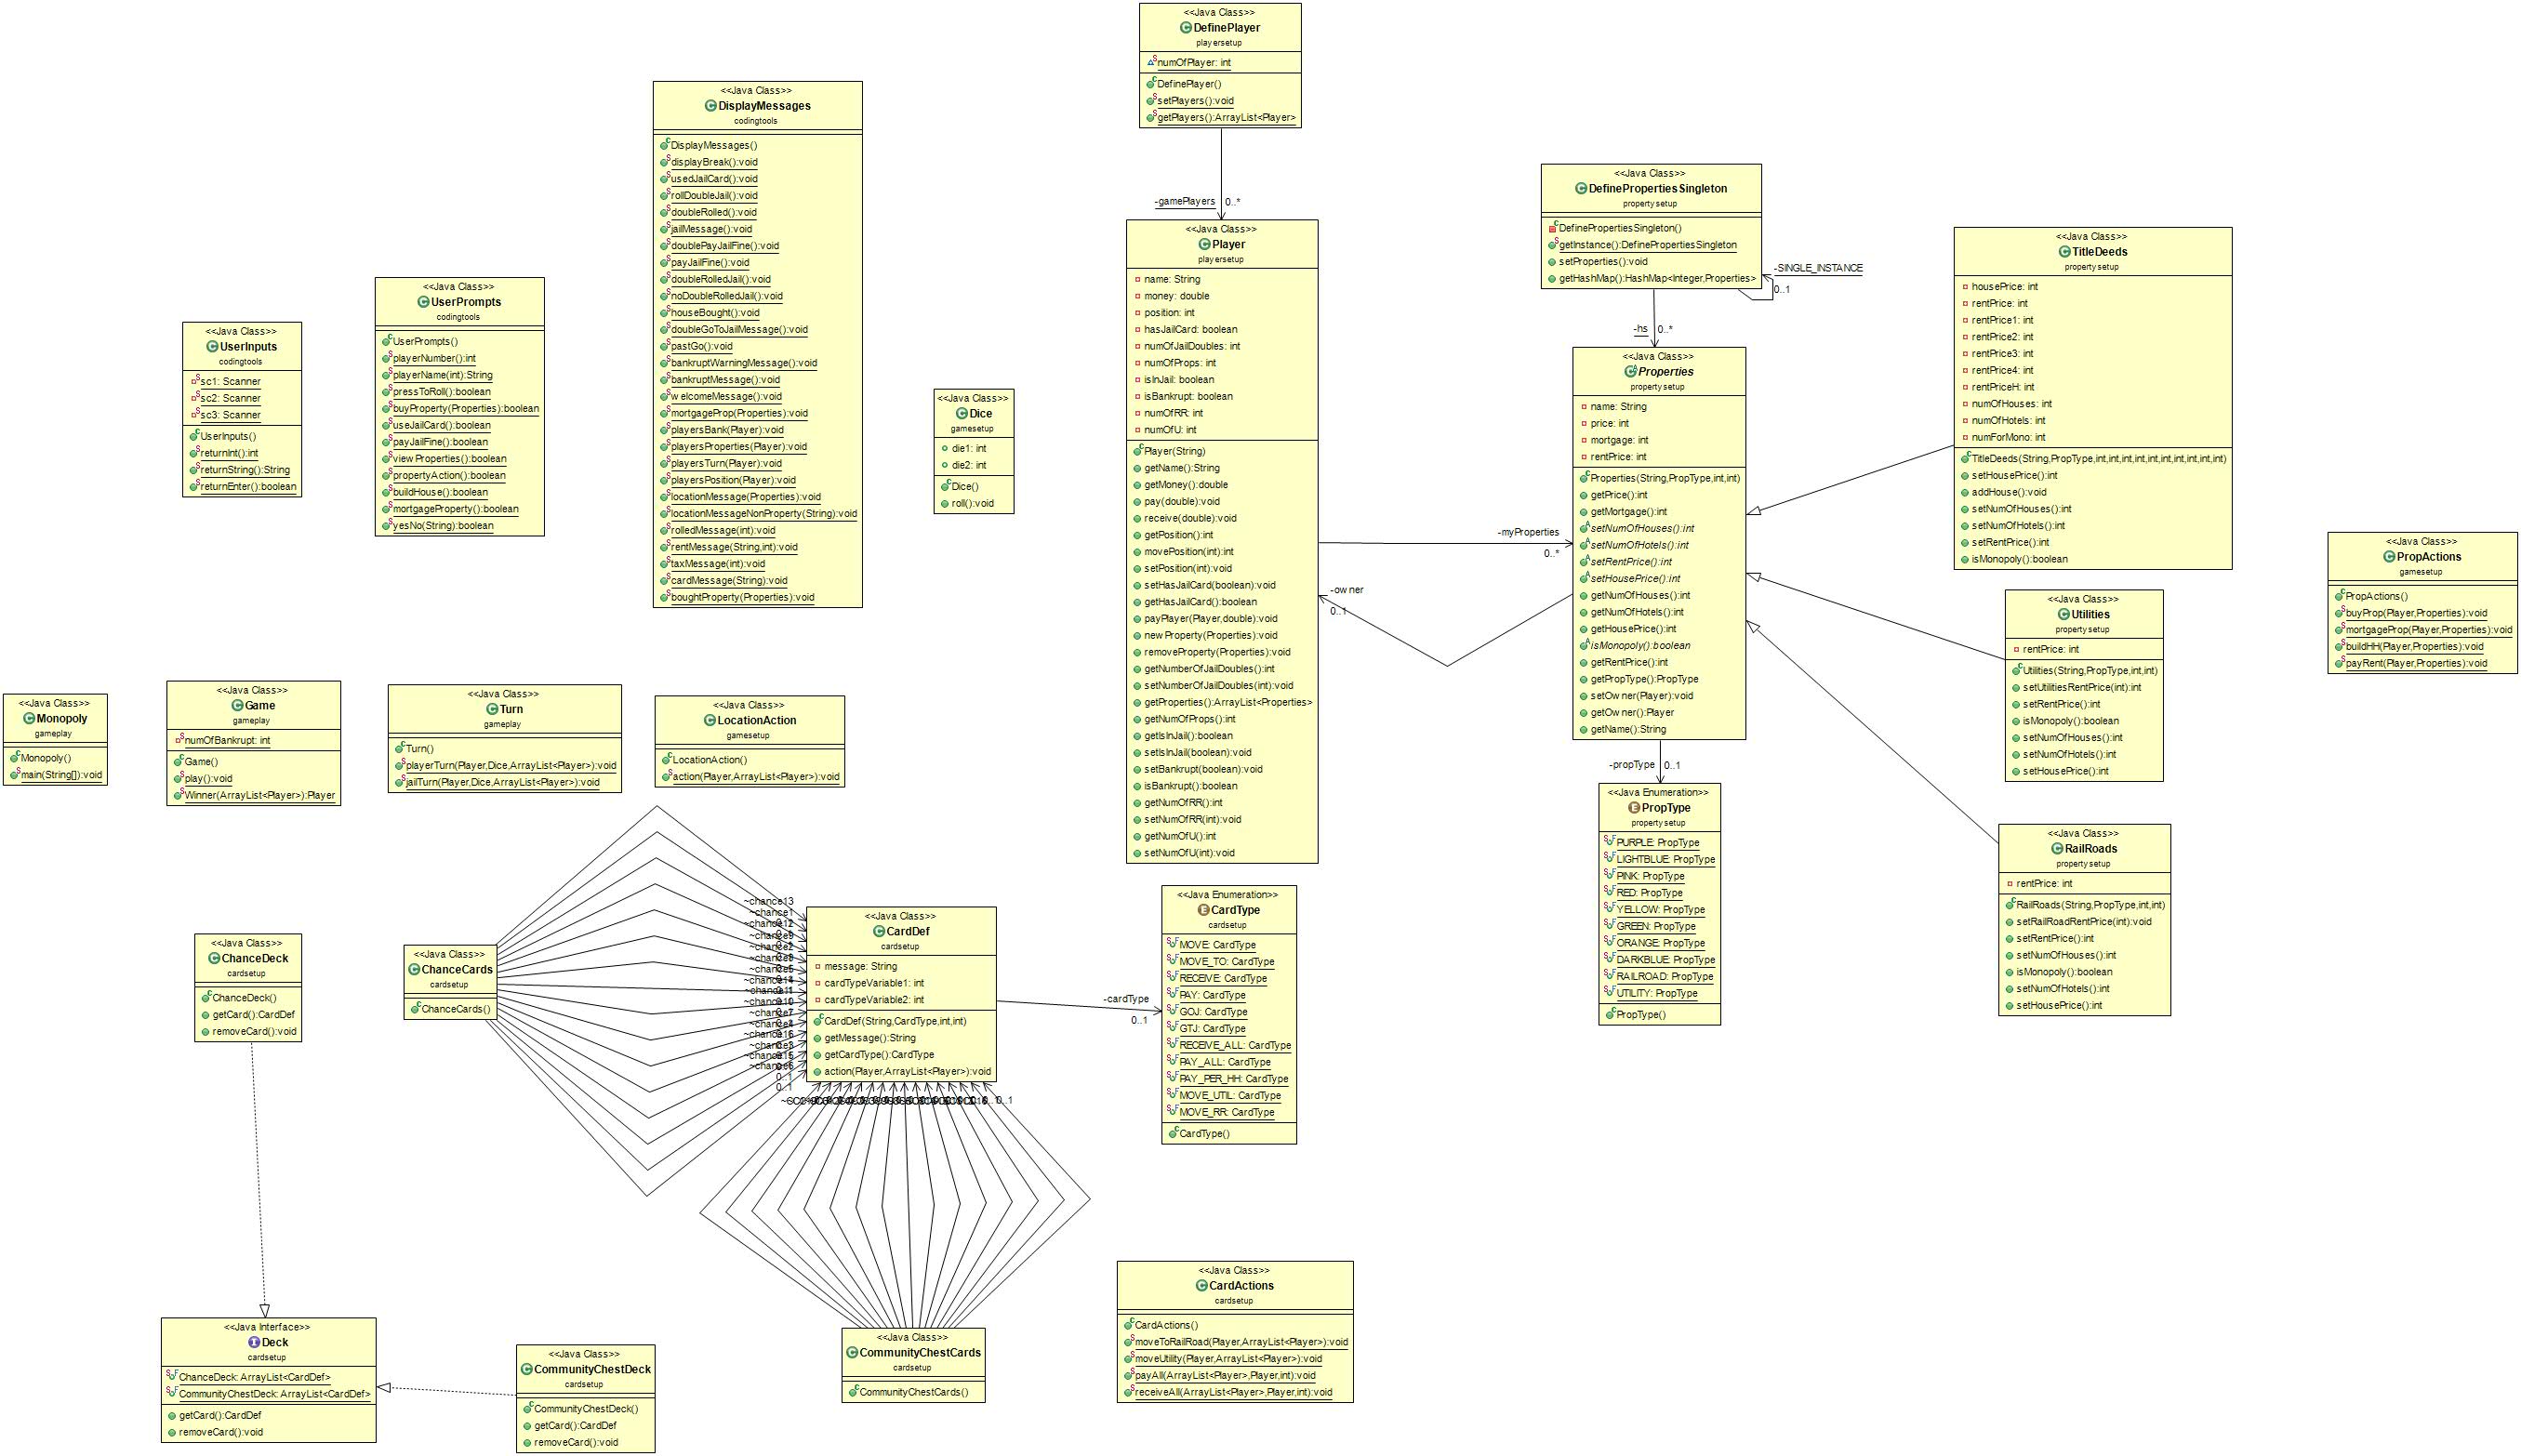 <<Java Class>>
DefinePlayer
playersetup
numOfPlayer: int
DefinePlayer()
setPlayers():void
getPlayers():ArrayList<Player>
-gamePlayers
0..*
<<Java Class>>
DisplayMessages
codingtools
DisplayMessages()
displayBreak():void
usedJailCard():void
rollDoubleJail():void
doubleRolled():void
jailMessage():void
doublePayJailFine():void
payJailFine():void
doubleRolledJail():void
noDoubleRolledJail():void
houseBought():void
doubleGoToJailMessage():void
pastGo():void
bankruptWarningMessage():void
bankruptMessage():void
welcomeMessage():void
mortgageProp(Properties):void
playersBank(Player):void
playersProperties(Player):void
playersTurn(Player):void
playersPosition(Player):void
locationMessage(Properties):void
locationMessageNonProperty(String):void
rolledMessage(int):void
rentMessage(String,int):void
taxMessage(int):void
cardMessage(String):void
boughtProperty(Properties):void
<<Java Class>>
UserPrompts
codingtools
UserPrompts()
playerNumber():int
playerName(int):String
pressToRoll():boolean
buyProperty(Properties):boolean
useJailCard():boolean
payJailFine():boolean
viewProperties():boolean
propertyAction():boolean
buildHouse():boolean
mortgageProperty():boolean
yesNo(String):boolean
<<Java Class>>
UserInputs
codingtools
sc1: Scanner
sc2: Scanner
sc3: Scanner
UserInputs()
returnInt():int
returnString():String
returnEnter():boolean
<<Java Class>>
Dice
gamesetup
die1: int
die2: int
Dice()
roll():void
<<Java Class>>
Player
playersetup
name: String
money: double
position: int
hasJailCard: boolean
numOfJailDoubles: int
numOfProps: int
isInJail: boolean
isBankrupt: boolean
numOfRR: int
numOfU: int
Player(String)
getName():String
getMoney():double
pay(double):void
receive(double):void
getPosition():int
movePosition(int):int
setPosition(int):void
setHasJailCard(boolean):void
getHasJailCard():boolean
payPlayer(Player,double):void
newProperty(Properties):void
removeProperty(Properties):void
getNumberOfJailDoubles():int
setNumberOfJailDoubles(int):void
getProperties():ArrayList<Properties>
getNumOfProps():int
getIsInJail():boolean
setIsInJail(boolean):void
setBankrupt(boolean):void
isBankrupt():boolean
getNumOfRR():int
setNumOfRR(int):void
getNumOfU():int
setNumOfU(int):void
-myProperties
0..*
-owner
0..1
<<Java Class>>
DefinePropertiesSingleton
propertysetup
DefinePropertiesSingleton()
getInstance():DefinePropertiesSingleton
setProperties():void
getHashMap():HashMap<Integer,Properties>
-SINGLE_INSTANCE
0..1
-hs
0..*
<<Java Class>>
Properties
propertysetup
name: String
price: int
mortgage: int
rentPrice: int
Properties(String,PropType,int,int)
getPrice():int
getMortgage():int
setNumOfHouses():int
setNumOfHotels():int
setRentPrice():int
setHousePrice():int
getNumOfHouses():int
getNumOfHotels():int
getHousePrice():int
isMonopoly():boolean
getRentPrice():int
getPropType():PropType
setOwner(Player):void
getOwner():Player
getName():String
-propType
0..1
<<Java Enumeration>>
PropType
propertysetup
PURPLE: PropType
LIGHTBLUE: PropType
PINK: PropType
RED: PropType
YELLOW: PropType
GREEN: PropType
ORANGE: PropType
DARKBLUE: PropType
RAILROAD: PropType
UTILITY: PropType
PropType()
<<Java Class>>
TitleDeeds
propertysetup
housePrice: int
rentPrice: int
rentPrice1: int
rentPrice2: int
rentPrice3: int
rentPrice4: int
rentPriceH: int
numOfHouses: int
numOfHotels: int
numForMono: int
TitleDeeds(String,PropType,int,int,int,int,int,int,int,int,int,int)
setHousePrice():int
addHouse():void
setNumOfHouses():int
setNumOfHotels():int
setRentPrice():int
isMonopoly():boolean
<<Java Class>>
Utilities
propertysetup
rentPrice: int
Utilities(String,PropType,int,int)
setUtilitiesRentPrice(int):int
setRentPrice():int
isMonopoly():boolean
setNumOfHouses():int
setNumOfHotels():int
setHousePrice():int
<<Java Class>>
RailRoads
propertysetup
rentPrice: int
RailRoads(String,PropType,int,int)
setRailRoadRentPrice(int):void
setRentPrice():int
setNumOfHouses():int
isMonopoly():boolean
setNumOfHotels():int
setHousePrice():int
<<Java Class>>
PropActions
gamesetup
PropActions()
buyProp(Player,Properties):void
mortgageProp(Player,Properties):void
buildHH(Player,Properties):void
payRent(Player,Properties):void
<<Java Class>>
Monopoly
gameplay
Monopoly()
main(String[]):void
<<Java Class>>
Game
gameplay
numOfBankrupt: int
Game()
play():void
Winner(ArrayList<Player>):Player
<<Java Class>>
Turn
gameplay
Turn()
playerTurn(Player,Dice,ArrayList<Player>):void
jailTurn(Player,Dice,ArrayList<Player>):void
<<Java Class>>
LocationAction
gamesetup
LocationAction()
action(Player,ArrayList<Player>):void
<<Java Class>>
ChanceDeck
cardsetup
ChanceDeck()
getCard():CardDef
removeCard():void
<<Java Class>>
ChanceCards
cardsetup
ChanceCards()
~chance13
~chance1
0..1
0..1
<<Java Class>>
CardDef
cardsetup
message: String
cardTypeVariable1: int
cardTypeVariable2: int
CardDef(String,CardType,int,int)
getMessage():String
getCardType():CardType
action(Player,ArrayList<Player>):void
0..1
-cardType
0..1
<<Java Enumeration>>
CardType
cardsetup
MOVE: CardType
MOVE_TO: CardType
RECEIVE: CardType
PAY: CardType
GOJ: CardType
GTJ: CardType
RECEIVE_ALL: CardType
PAY_ALL: CardType
PAY_PER_HH: CardType
MOVE_UTIL: CardType
MOVE_RR: CardType
CardType()
<<Java Interface>>
Deck
cardsetup
ChanceDeck: ArrayList<CardDef>
CommunityChestDeck: ArrayList<CardDef>
getCard():CardDef
removeCard():void
<<Java Class>>
CommunityChestDeck
cardsetup
CommunityChestDeck()
getCard():CardDef
removeCard():void
<<Java Class>>
CommunityChestCards
cardsetup
CommunityChestCards()
<<Java Class>>
CardActions
cardsetup
CardActions()
moveToRailRoad(Player,ArrayList<Player>):void
moveUtility(Player,ArrayList<Player>):void
payAll(ArrayList<Player>,Player,int):void
receiveAll(ArrayList<Player>,Player,int):void